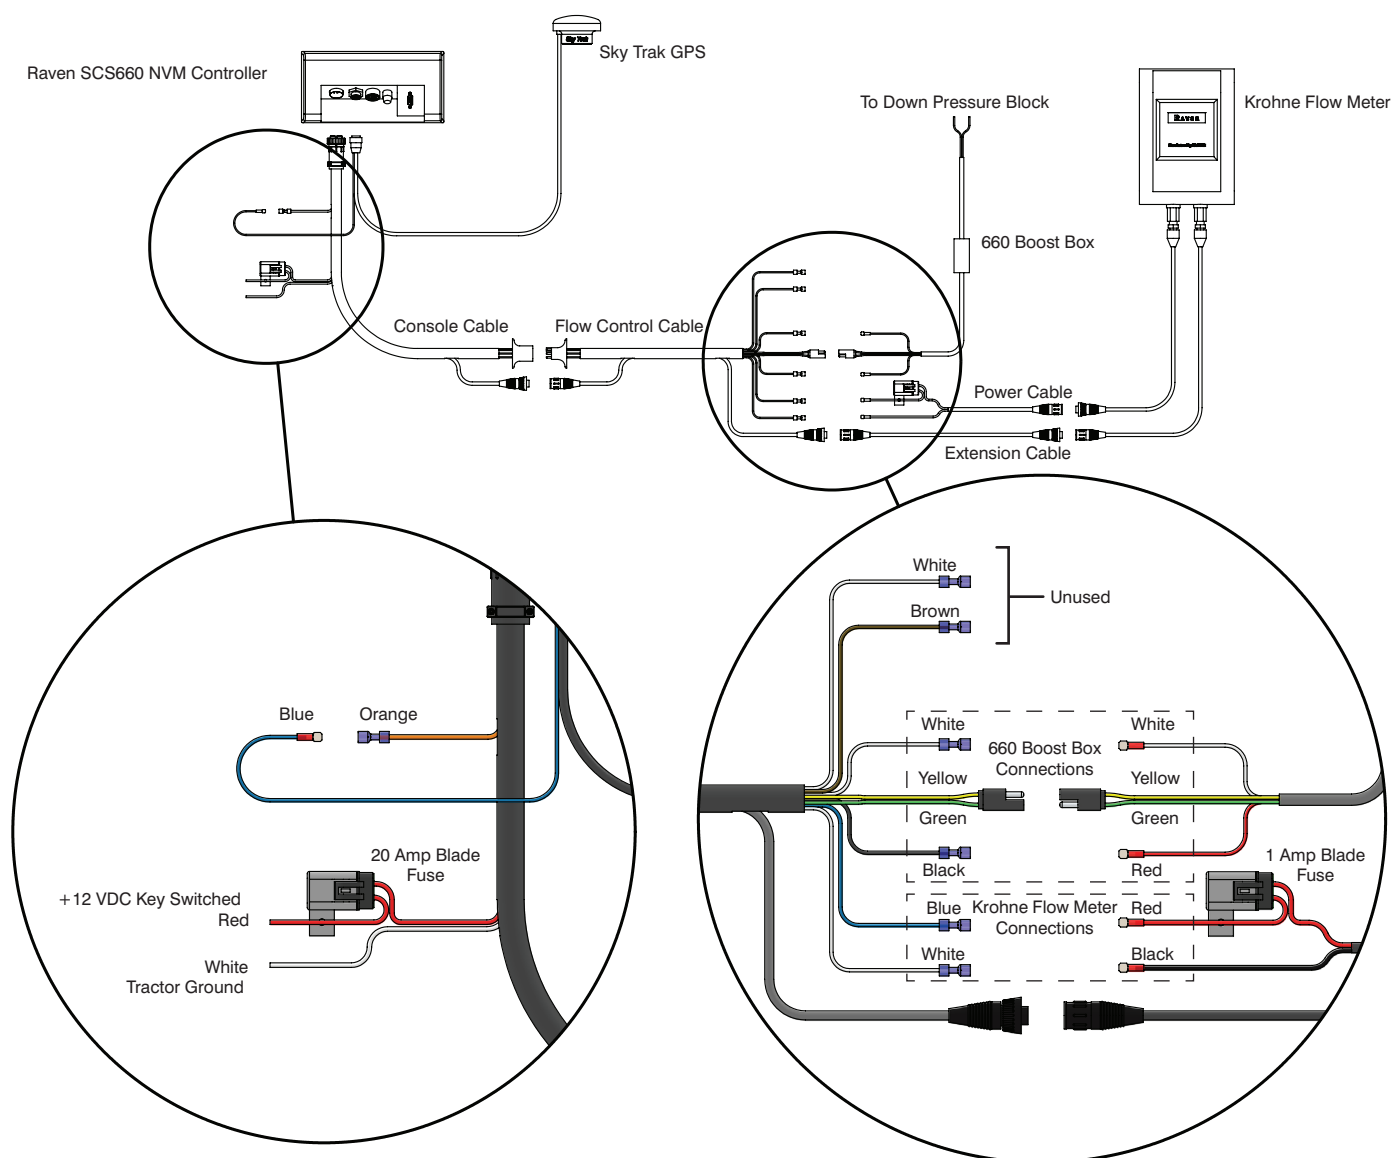 Sky Trak
Sky Trak GPS
Raven SCS660 NVM Controller
To Down Pressure Block
Krohne Flow Meter
RAVEN
660 Boost Box
Console Cable
Flow Control Cable
Power Cable
Extension Cable
White
Brown
Unused
Blue
Orange
White
660 Boost Box
Connections
White
Yellow
Yellow
Green
Green
Black
Red
20 Amp Blade
Fuse
1 Amp Blade
Fuse
+12 VDC Key Switched
Red
Blue
Krohne Flow Meter
Connections
Red
White
Black
White
Tractor Ground